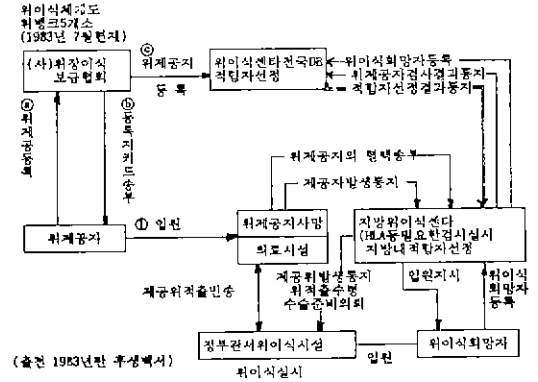 위이식체제도
위뱅크5개소
(1983년 7월현재)
(사)위장이식
보급협회
ⓒ
위제공자
등록
위이식센타전국DB
적합자선정
위이식희망자등록
위제공자검사결과통지
적합자선정결과통지
ⓐ
위제공등록
ⓑ
등록자카드송부
위제공자의 혈액송부
제공자발생통지
위제공자
① 입원
위제공자사망
의료시설
지방위이식센타
(HLA등필요한검시실시
지방내적합자선정
제공위적출반송
제공위발생통지
위적출수령
수술준비의뢰
입원지시
위이식
희망자
등록
정부관서위이식시설
입원
위이식희망자
(출전 1983년판 후생백서)
위이식실시